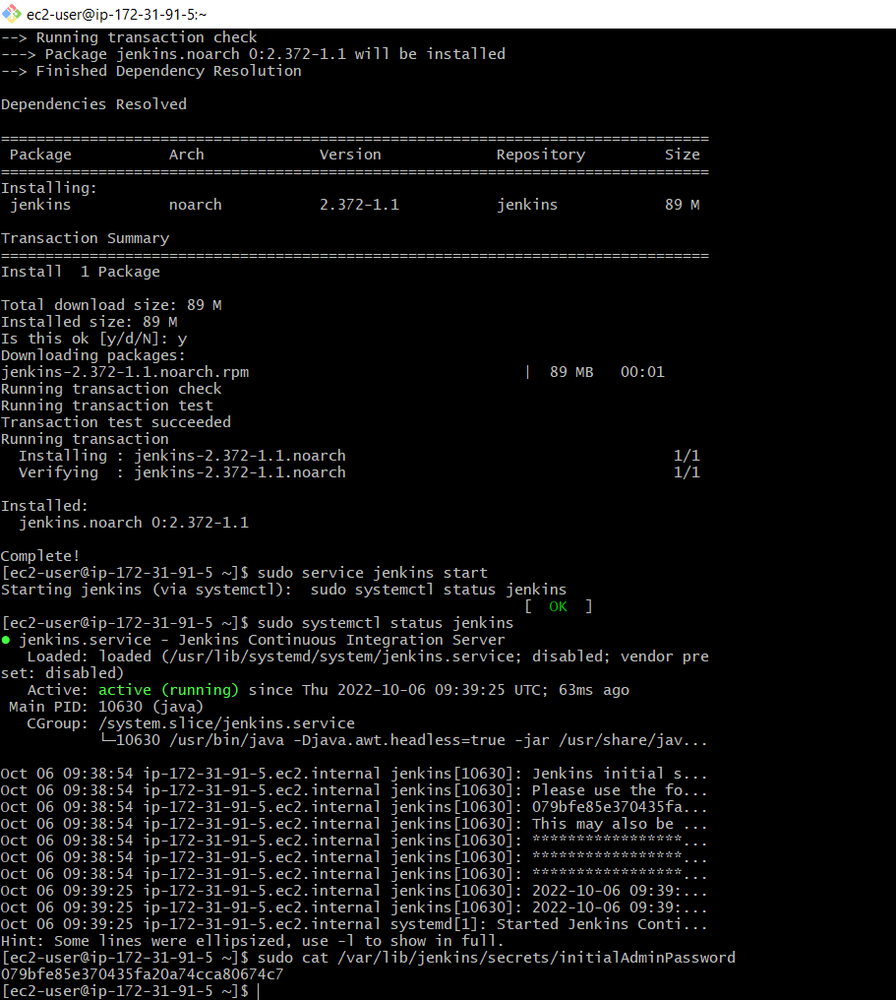 ec2-user@ip-172-31-91-5:~
--> Running transaction check
---> Package jenkins.noarch 0:2.372-1.1 will be installed
--> Finished Dependency Resolution
Dependencies Resolved
================================================================================
 Package           Arch             Version             Repository         Size
================================================================================
Installing:
 jenkins           noarch           2.372-1.1           jenkins            89 M
Transaction Summary
================================================================================
Install  1 Package
Total download size: 89 M
Installed size: 89 M
Is this ok [y/d/N]: y
Downloading packages:
jenkins-2.372-1.1.noarch.rpm                               |  89 MB   00:01
Running transaction check
Running transaction test
Transaction test succeeded
Running transaction
  Installing : jenkins-2.372-1.1.noarch                                     1/1
  Verifying  : jenkins-2.372-1.1.noarch                                     1/1
Installed:
  jenkins.noarch 0:2.372-1.1
Complete!
[ec2-user@ip-172-31-91-5 ~]$ sudo service jenkins start
Starting jenkins (via systemctl):  sudo systemctl status jenkins
                                                           [  OK  ]
[ec2-user@ip-172-31-91-5 ~]$ sudo systemctl status jenkins
● jenkins.service - Jenkins Continuous Integration Server
   Loaded: loaded (/usr/lib/systemd/system/jenkins.service; disabled; vendor pre
set: disabled)
   Active: active (running) since Thu 2022-10-06 09:39:25 UTC; 63ms ago
 Main PID: 10630 (java)
   CGroup: /system.slice/jenkins.service
           └─10630 /usr/bin/java -Djava.awt.headless=true -jar /usr/share/jav...
Oct 06 09:38:54 ip-172-31-91-5.ec2.internal jenkins[10630]: Jenkins initial s...
Oct 06 09:38:54 ip-172-31-91-5.ec2.internal jenkins[10630]: Please use the fo...
Oct 06 09:38:54 ip-172-31-91-5.ec2.internal jenkins[10630]: 079bfe85e370435fa...
Oct 06 09:38:54 ip-172-31-91-5.ec2.internal jenkins[10630]: This may also be ...
Oct 06 09:38:54 ip-172-31-91-5.ec2.internal jenkins[10630]: *****************...
Oct 06 09:38:54 ip-172-31-91-5.ec2.internal jenkins[10630]: *****************...
Oct 06 09:38:54 ip-172-31-91-5.ec2.internal jenkins[10630]: *****************...
Oct 06 09:39:25 ip-172-31-91-5.ec2.internal jenkins[10630]: 2022-10-06 09:39:...
Oct 06 09:39:25 ip-172-31-91-5.ec2.internal jenkins[10630]: 2022-10-06 09:39:...
Oct 06 09:39:25 ip-172-31-91-5.ec2.internal systemd[1]: Started Jenkins Conti...
Hint: Some lines were ellipsized, use -l to show in full.
[ec2-user@ip-172-31-91-5 ~]$ sudo cat /var/lib/jenkins/secrets/initialAdminPassword
079bfe85e370435fa20a74cca80674c7
[ec2-user@ip-172-31-91-5 ~]$